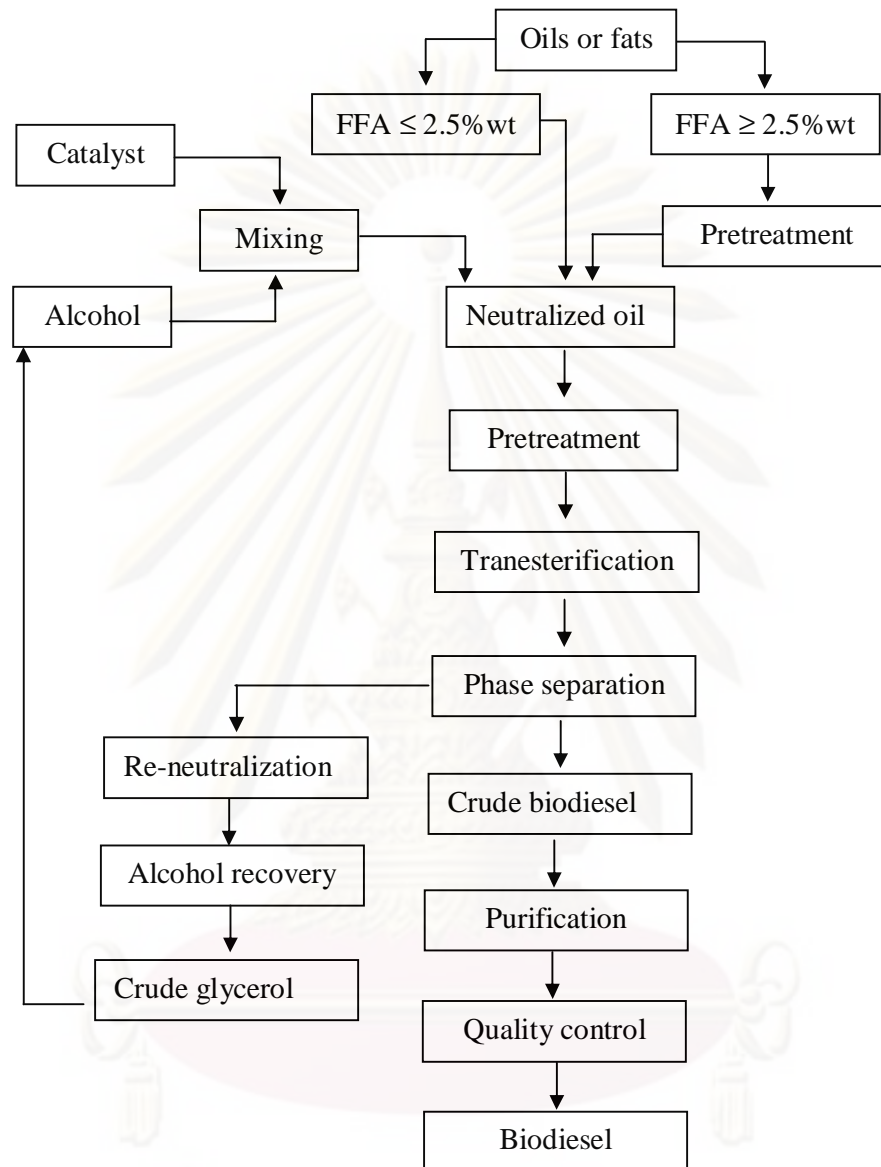 Oils or fats
FFA ≤ 2.5%wt
FFA ≥ 2.5%wt
Catalyst
Mixing
Pretreatment
Alcohol
Neutralized oil
Pretreatment
Tranesterification
Phase separation
Re-neutralization
Crude biodiesel
Alcohol recovery
Purification
Crude glycerol
Quality control
Biodiesel